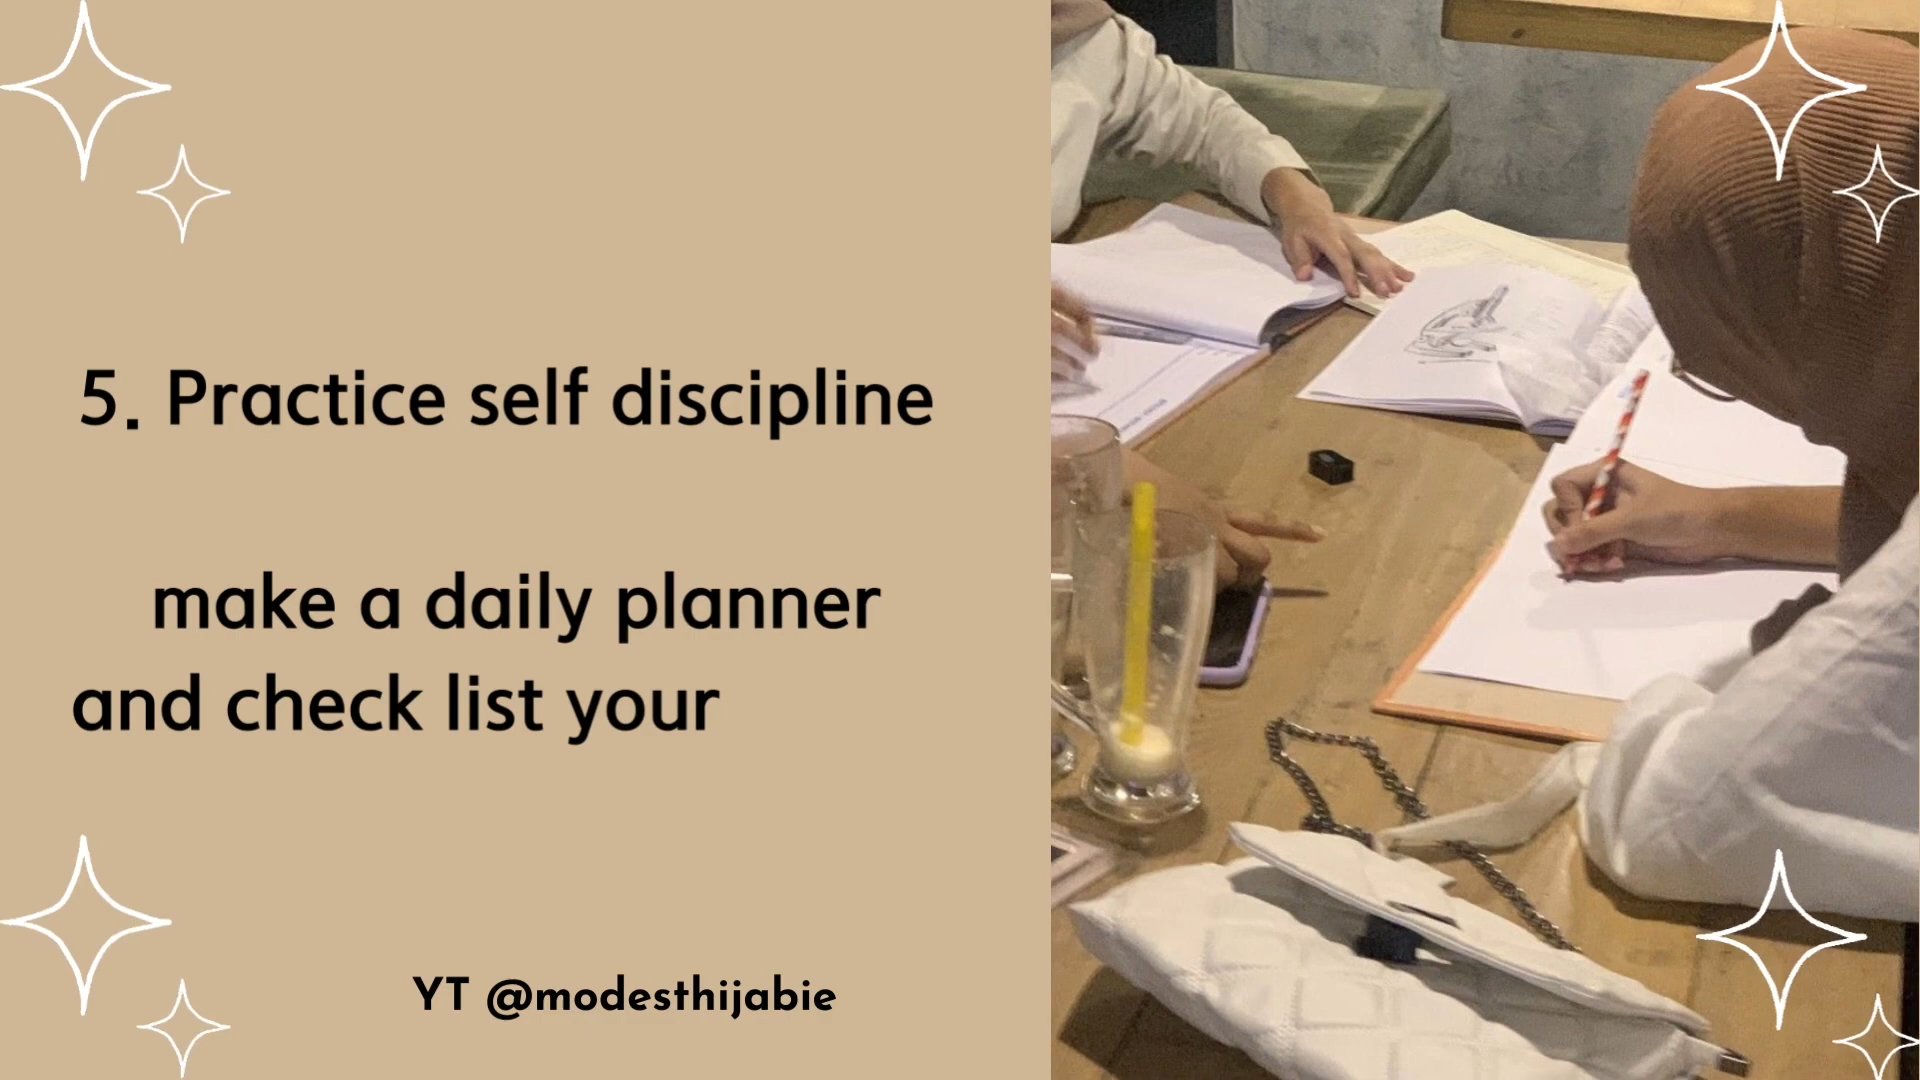 5. Practice self discipline
make a daily planner
and check list your
YT @modesthijabie